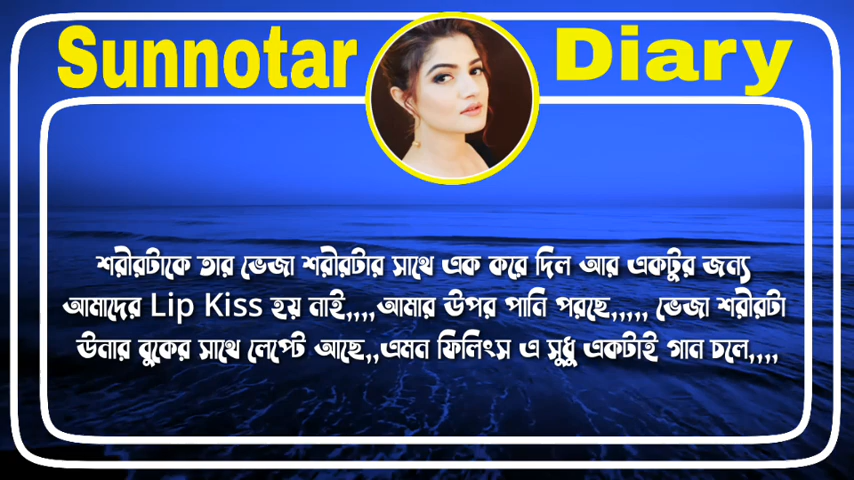 Sunnotar Diary
শরীরটাকে তার ভেজা শরীরটার সাথে এক করে দিল আর একটুর জন্য
আমাদের Lip Kiss হয় নাই,,,,আমার উপর পানি পরছে,,,,, ভেজা শরীরটা
উনার বুকের সাথে লেপ্টে আছে,,এমন ফিলিংস এ সুধু একটাই গান চলে,,,,